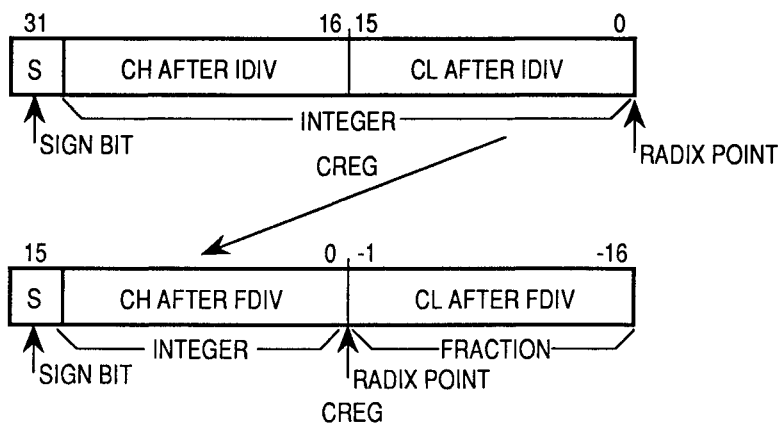 31 16 15 0
S CH AFTER IDIV CL AFTER IDIV
INTEGER
SIGN BIT RADIX POINT
CREG
15 0 -1 -16
S CH AFTER FDIV CL AFTER FDIV
INTEGER FRACTION
SIGN BIT RADIX POINT
CREG